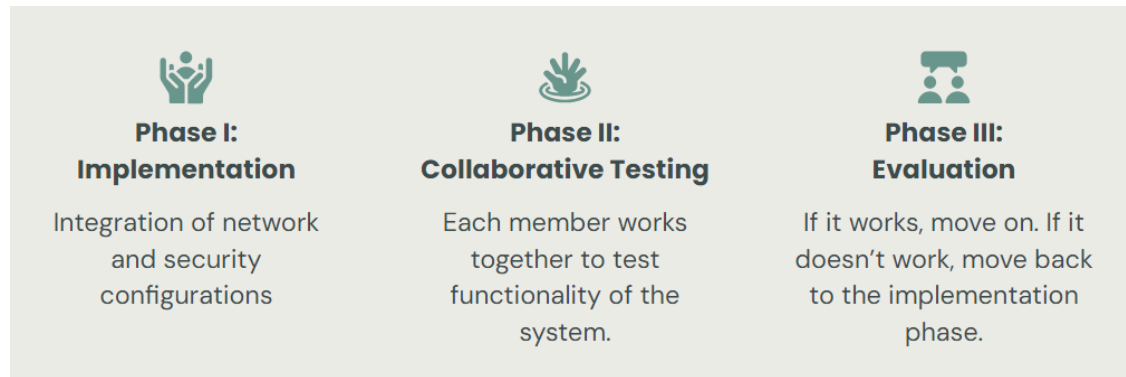 Phase I:
Implementation
Integration of network
and security
configurations
Phase II:
Collaborative Testing
Each member works
together to test
functionality of the
system.
Phase III:
Evaluation
If it works, move on. If it
doesn’t work, move back
to the implementation
phase.